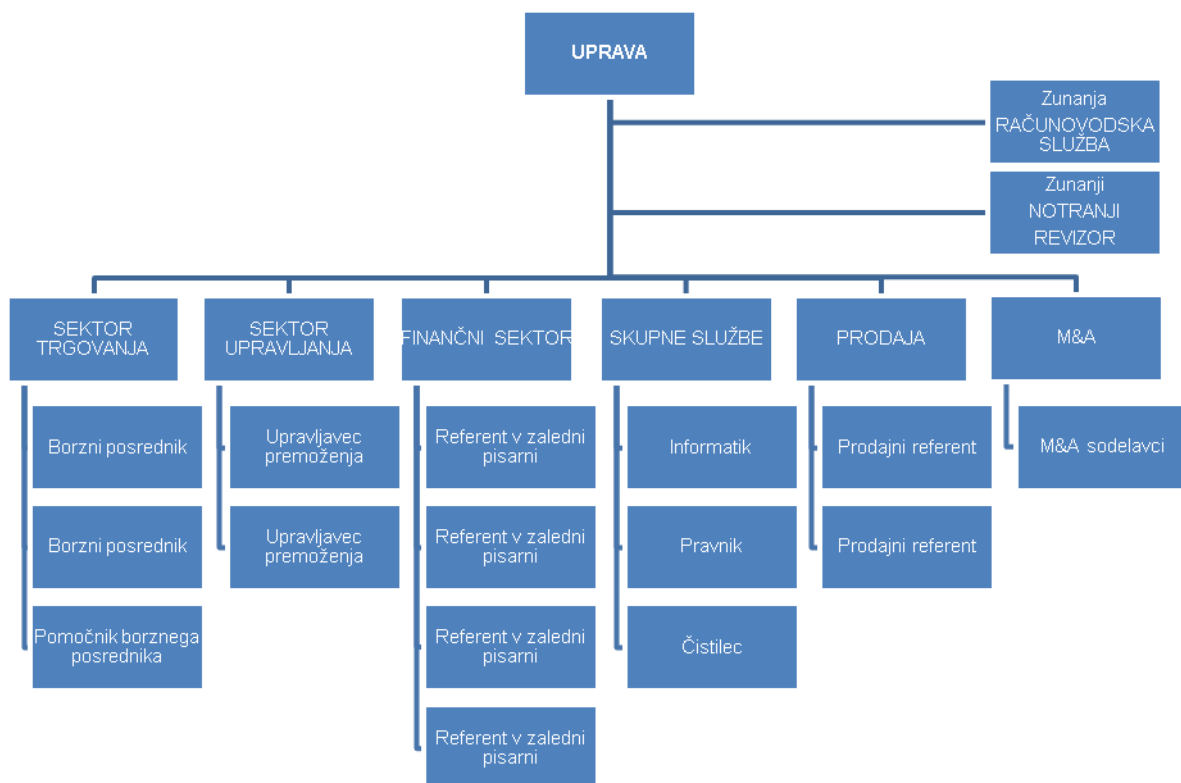 UPRAVA
Zunanja
RAČUNOVODSKA
SLUŽBA
Zunanji
NOTRANJI
REVIZOR
SEKTOR
TRGOVANJA
SEKTOR
UPRAVLJANJA
FINANČNI SEKTOR
SKUPNE SLUŽBE
PRODAJA
M&A
Borzni posrednik
Borzni posrednik
Pomočnik borznega
posrednika
Upravljavec
premoženja
Upravljavec
premoženja
Referent v zaledni
pisarni
Referent v zaledni
pisarni
Referent v zaledni
pisarni
Referent v zaledni
pisarni
Informatik
Pravnik
Čistilec
Prodajni referent
Prodajni referent
M&A sodelavci